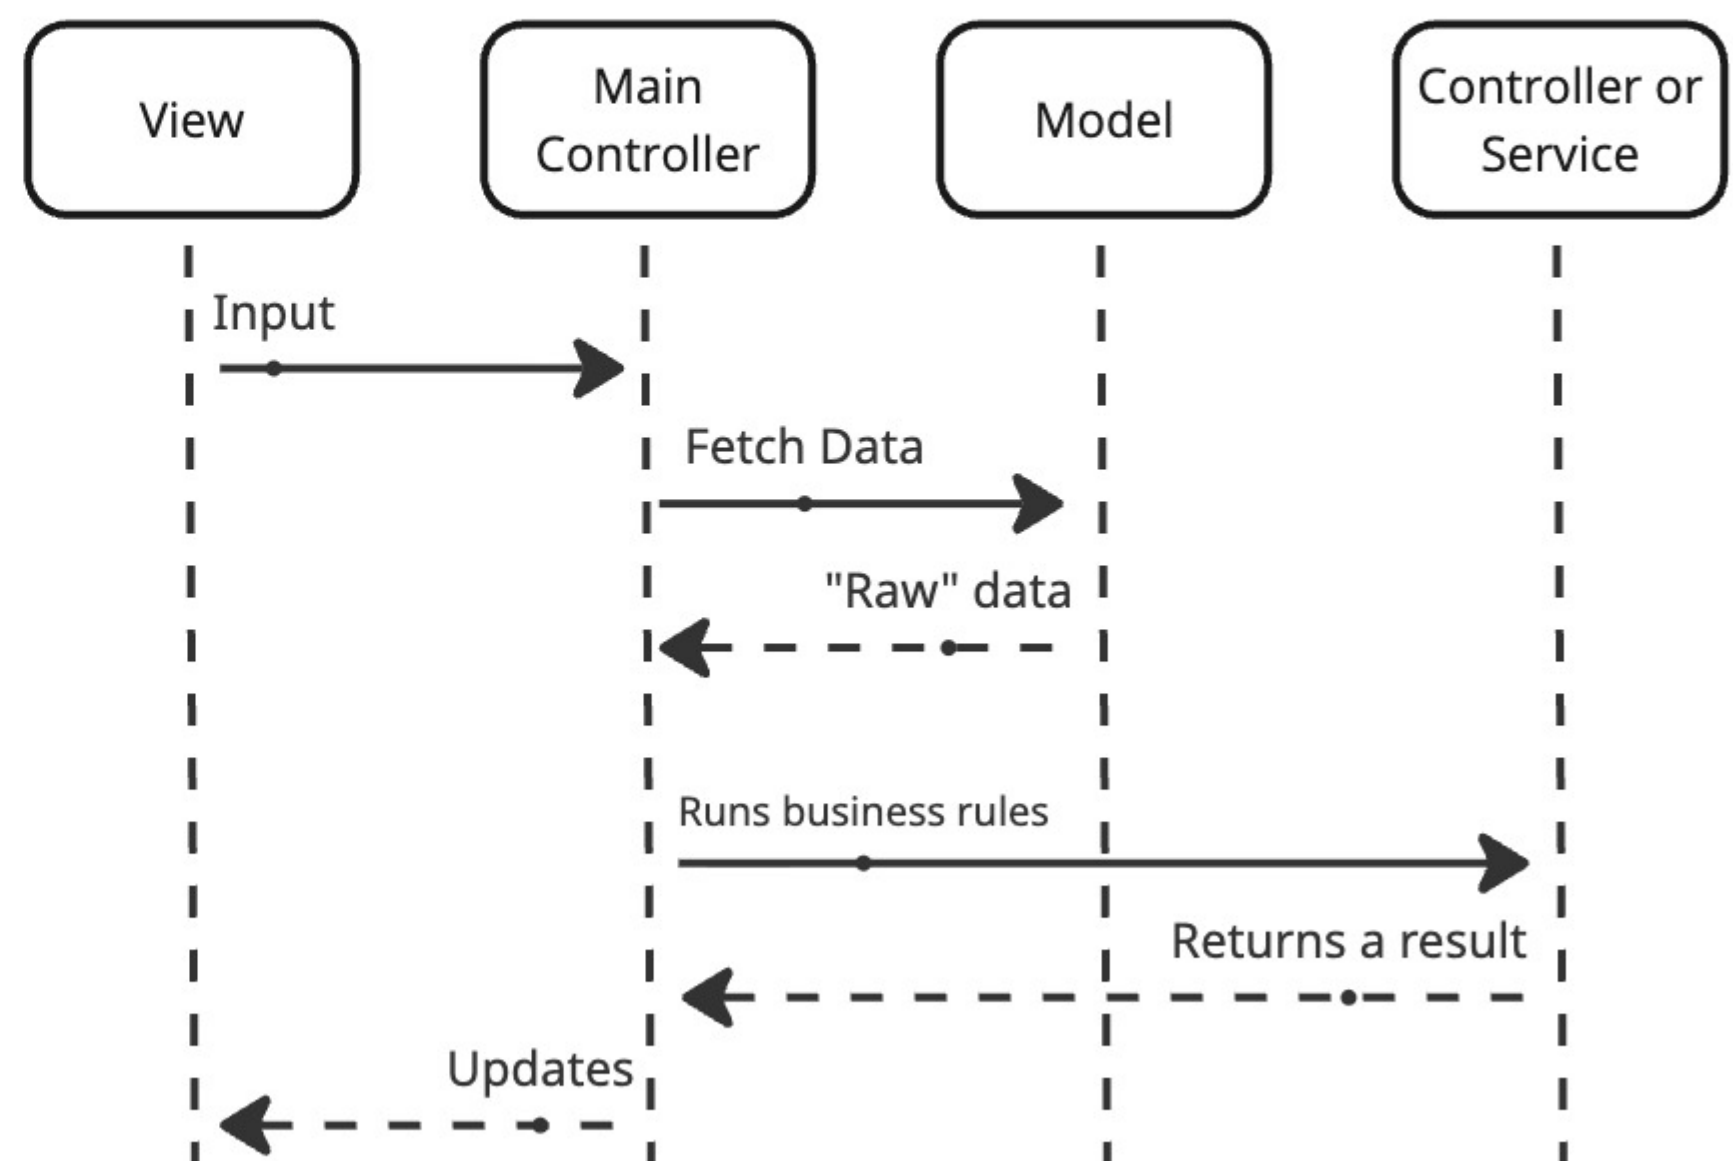 View
Main
Controller
Model
Controller or
Service
Input
Fetch Data
"Raw" data
Runs business rules
Returns a result
Updates